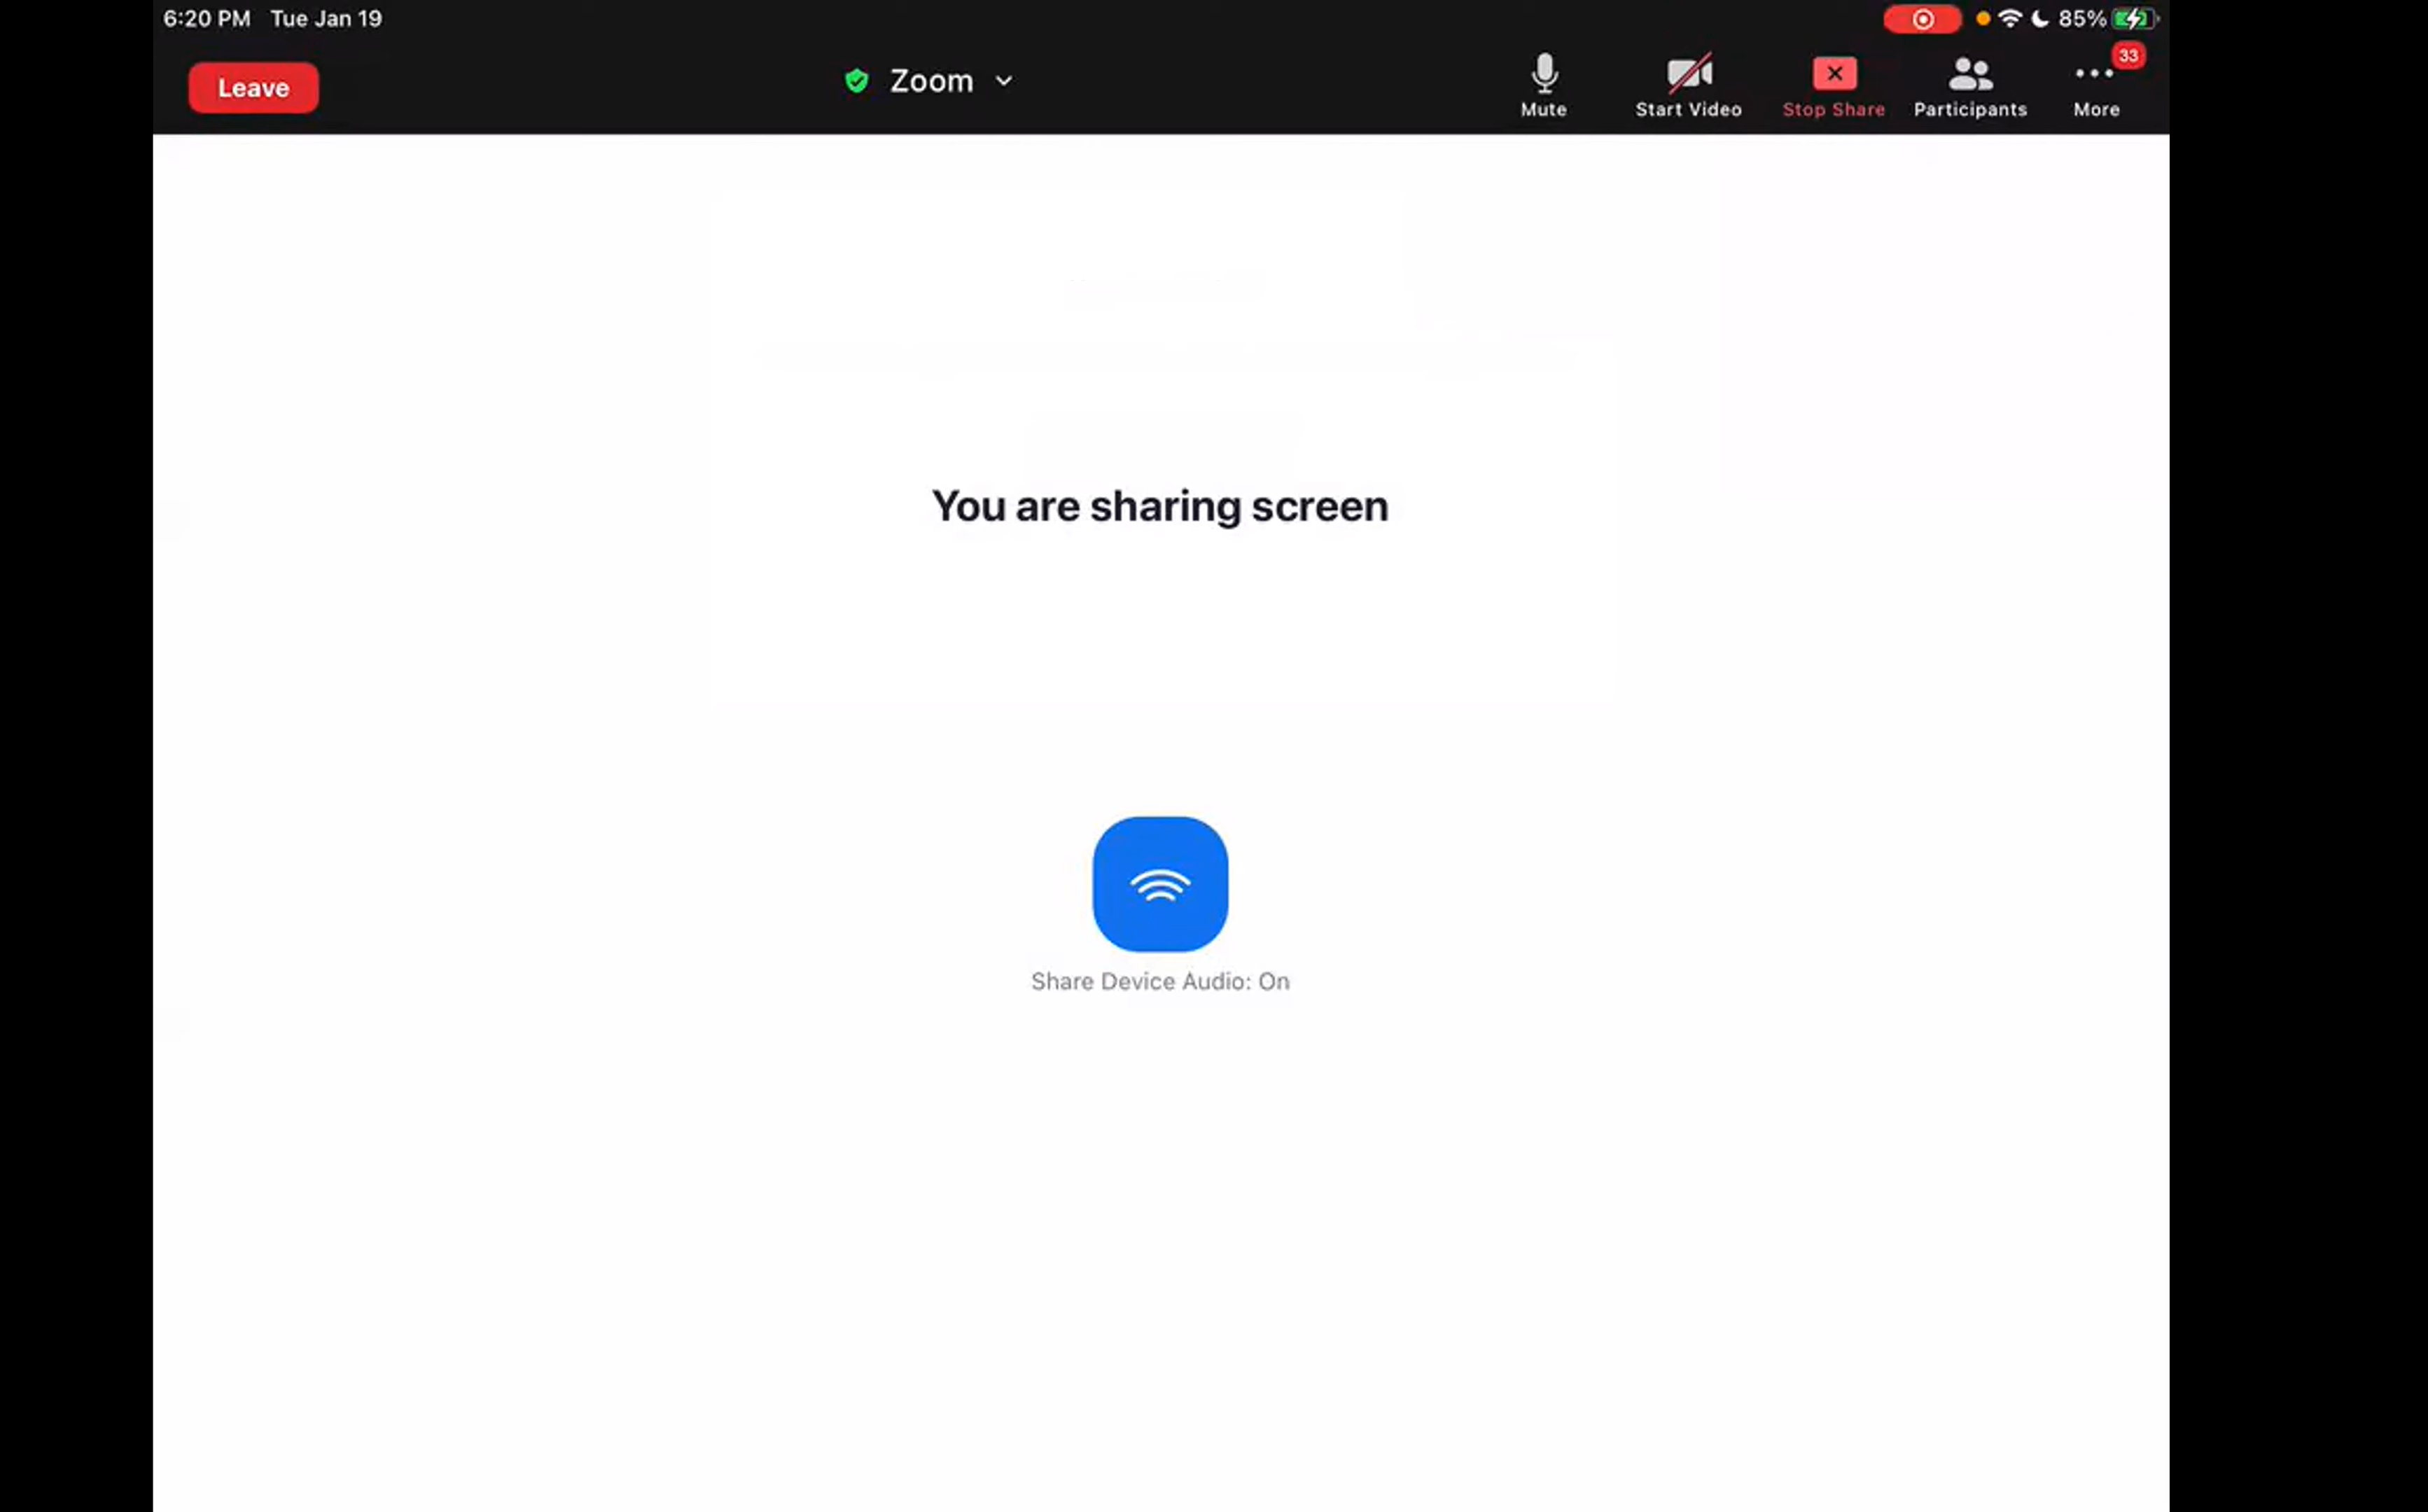 6:20 PM Tue Jan 19
85%
Leave
Zoom
Mute
Start Video
Stop Share
Participants
33
More
You are sharing screen
Share Device Audio: On